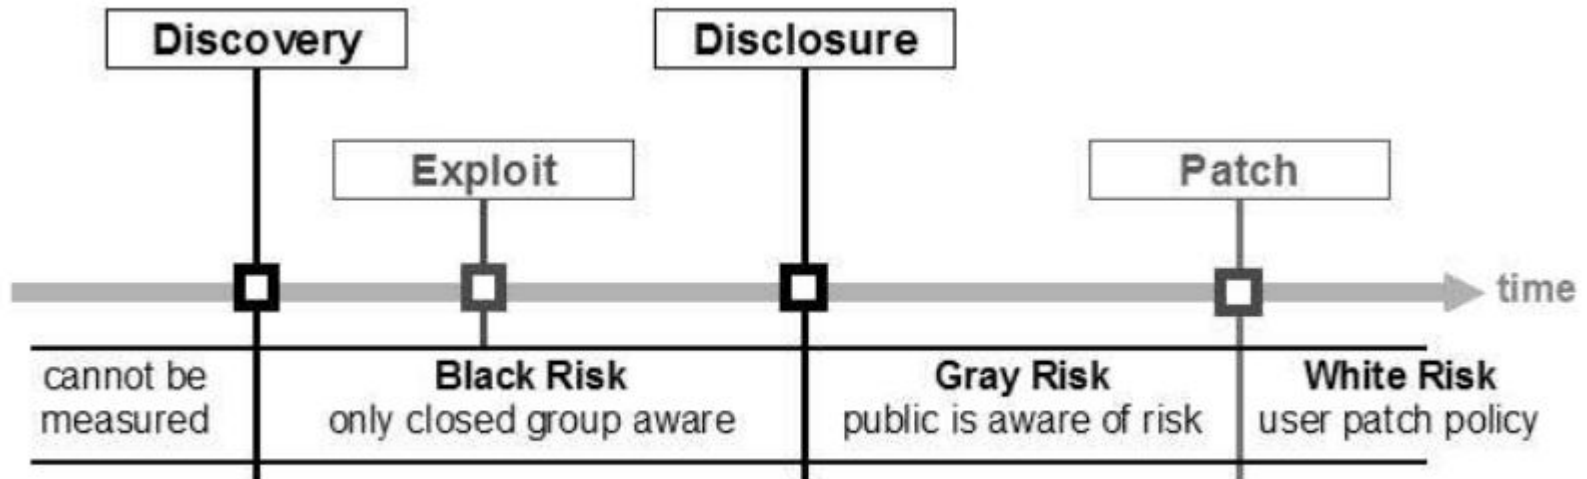 Discovery
Disclosure
Exploit
Patch
time
cannot be
measured
Black Risk
only closed group aware
Gray Risk
public is aware of risk
White Risk
user patch policy